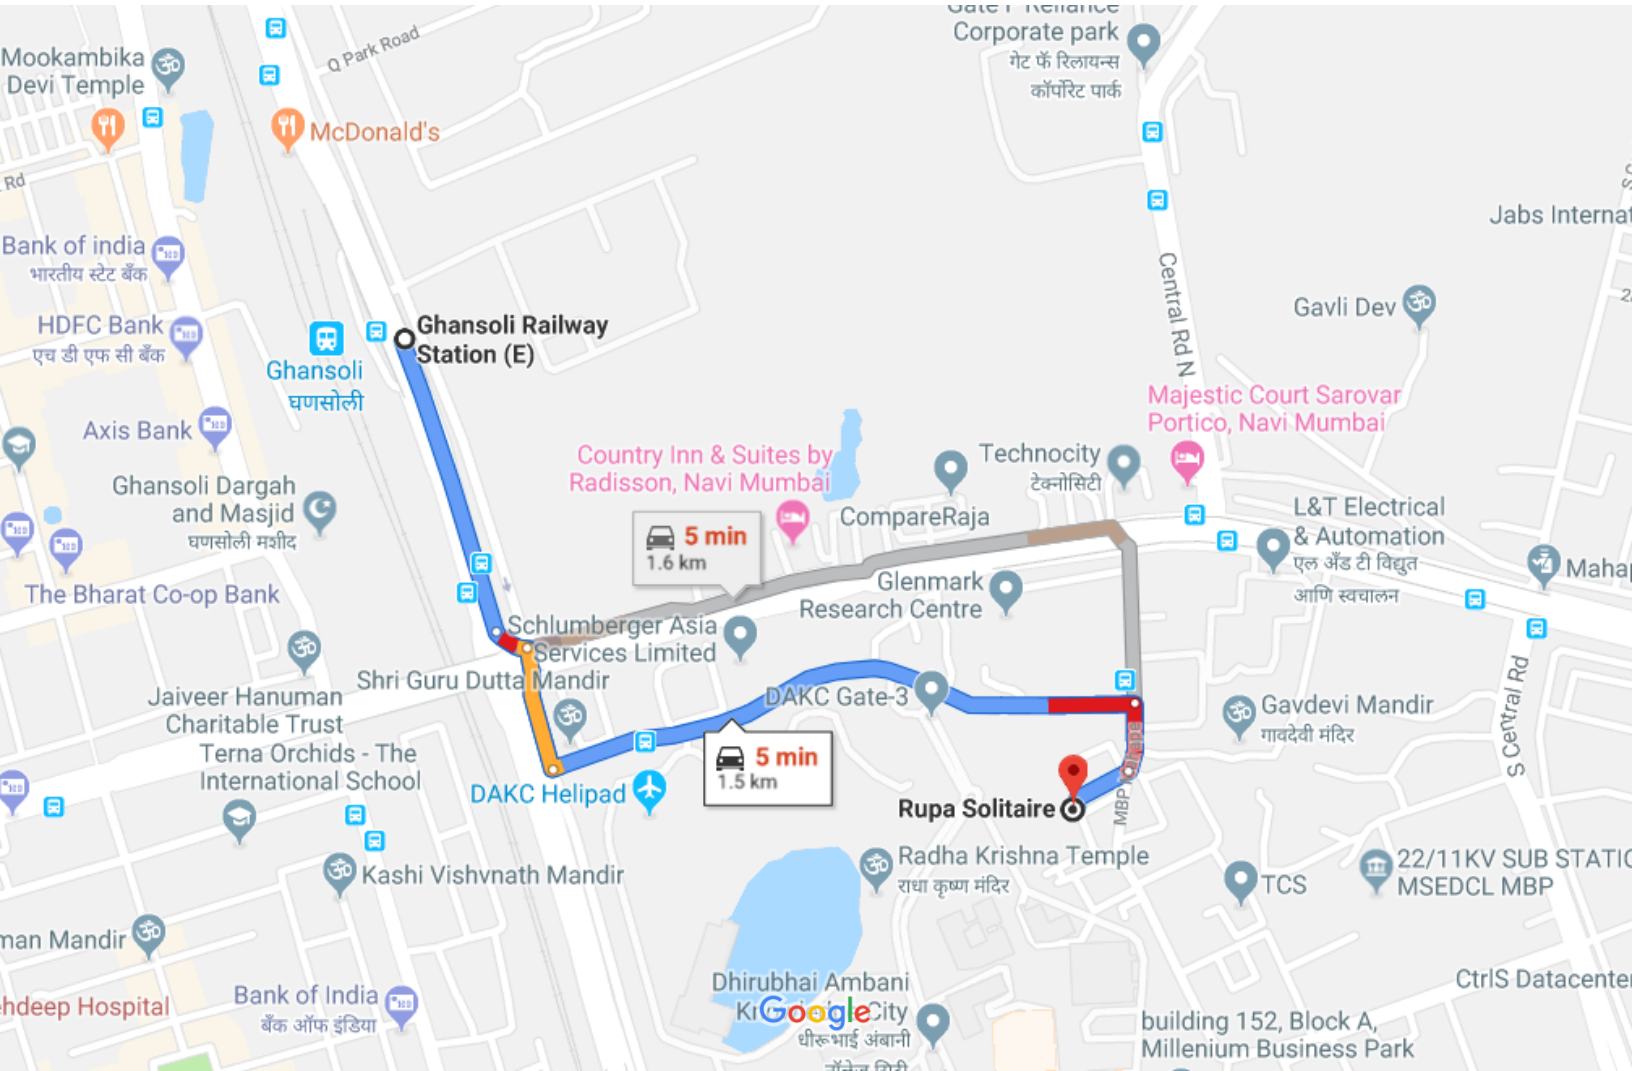 Gate F Reliance
Corporate park
गेट फॅ रिलायन्स
कॉर्पोरेट पार्क
Q Park Road
Mookambika
Devi Temple
McDonald's
Rd
Jabs Internat
Bank of india
भारतीय स्टेट बँक
Central Rd N
Gavli Dev
HDFC Bank
एच डी एफ सी बँक
Ghansoli Railway
Station (E)
Ghansoli
घणसोली
Majestic Court Sarovar
Portico, Navi Mumbai
Axis Bank
Country Inn & Suites by
Radisson, Navi Mumbai
Technocity
टेक्नोसिटी
Ghansoli Dargah
and Masjid
घणसोली मशीद
CompareRaja
L&T Electrical
& Automation
एल अँड टी विद्युत
आणि स्वचालन
5 min
1.6 km
Mahap
The Bharat Co-op Bank
Glenmark
Research Centre
Schlumberger Asia
Services Limited
Shri Guru Dutta Mandir
Jaiveer Hanuman
Charitable Trust
DAKC Gate-3
Gavdevi Mandir
गावदेवी मंदिर
S Central Rd
Terna Orchids - The
International School
5 min
1.5 km
DAKC Helipad
Rupa Solitaire
MBP
Kashi Vishvnath Mandir
Radha Krishna Temple
राधा कृष्ण मंदिर
TCS
22/11KV SUB STATIO
MSEDCL MBP
man Mandir
Dhirubhai Ambani
City
धीरूभाई अंबानी
Google
CtrlS Datacenter
ehdeep Hospital
Bank of India
बँक ऑफ इंडिया
building 152, Block A,
Millenium Business Park